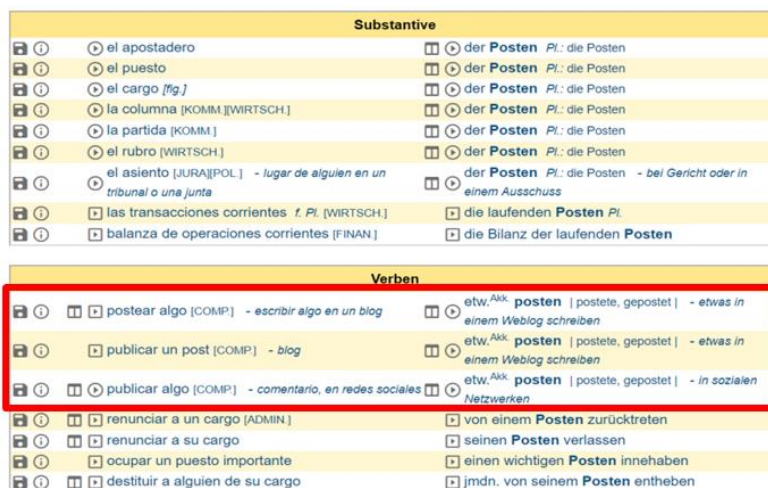 Substantive
el apostadero der Posten Pl.: die Posten
el puesto der Posten Pl.: die Posten
el cargo [fig.] der Posten Pl.: die Posten
la columna [KOMM.][WIRTSCH.] der Posten Pl.: die Posten
la partida [KOMM.] der Posten Pl.: die Posten
el rubro [WIRTSCH.] der Posten Pl.: die Posten
el asiento [JURA][POL.] - lugar de alguien en un
tribunal o una junta
der Posten Pl.: die Posten - bei Gericht oder in
einem Ausschuss
las transacciones corrientes f. Pl. [WIRTSCH.] die laufenden Posten Pl.
balanza de operaciones corrientes [FINAN.] die Bilanz der laufenden Posten
Verben
postear algo [COMP.] - escribir algo en un blog
etw.Akk. posten | postete, gepostet | - etwas in
einem Weblog schreiben
publicar un post [COMP.] - blog
etw.Akk. posten | postete, gepostet | - etwas in
einem Weblog schreiben
publicar algo [COMP.] - comentario, en redes sociales
etw.Akk. posten | postete, gepostet | - in sozialen
Netzwerken
renunciar a un cargo [ADMIN.] von einem Posten zurücktreten
renunciar a su cargo seinen Posten verlassen
ocupar un puesto importante einen wichtigen Posten innehaben
destituir a alguien de su cargo jmdn. von seinem Posten entheben